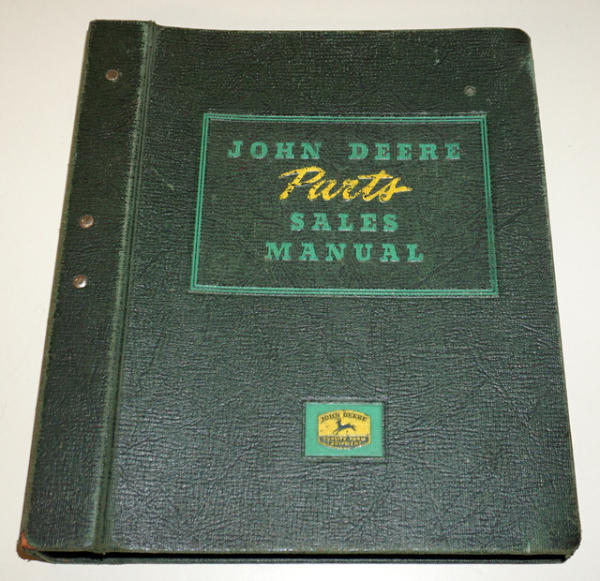 JOHN DEERE
Parts
SALES
MANUAL
JOHN DEERE
QUALITY FARM
EQUIPMENT